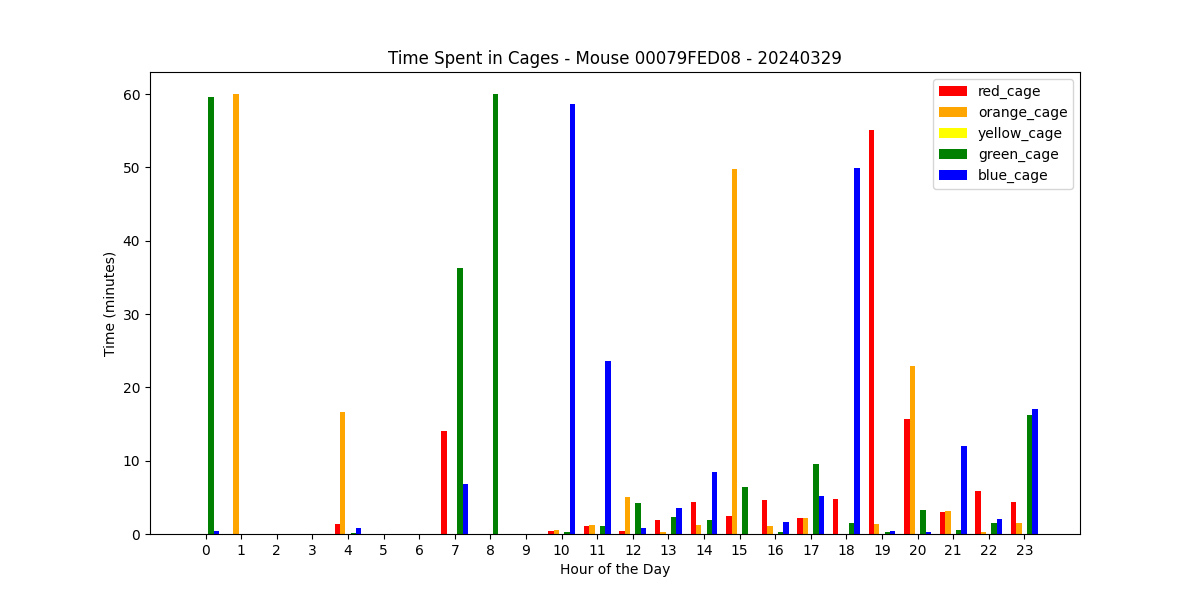 Time Spent in Cages - Mouse 00079FED08 - 20240329
red_cage
orange_cage
yellow_cage
green_cage
blue_cage
Time (minutes)
60
50
40
30
20
10
0
0 1 2 3 4 5 6 7 8 9 10 11 12 13 14 15 16 17 18 19 20 21 22 23
Hour of the Day